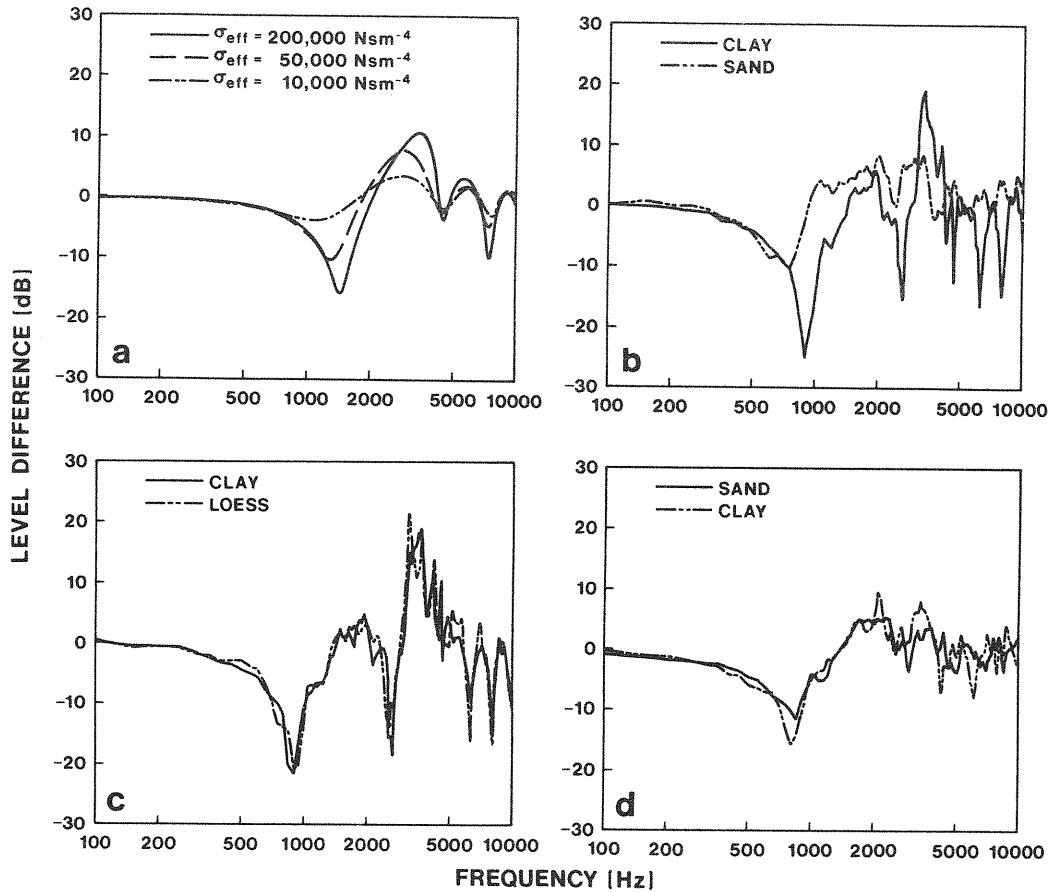 LEVEL DIFFERENCE [dB]
30
20
10
0
-10
-20
-30
σeff = 200,000 Nsm⁻⁴
σeff = 50,000 Nsm⁻⁴
σeff = 10,000 Nsm⁻⁴
a
100 200 500 1000 2000 5000 10000
30
20
10
0
-10
-20
-30
CLAY
SAND
b
100 200 500 1000 2000 5000 10000
30
20
10
0
-10
-20
-30
CLAY
LOESS
c
100 200 500 1000 2000 5000 10000
30
20
10
0
-10
-20
-30
SAND
CLAY
d
100 200 500 1000 2000 5000 10000
FREQUENCY [Hz]